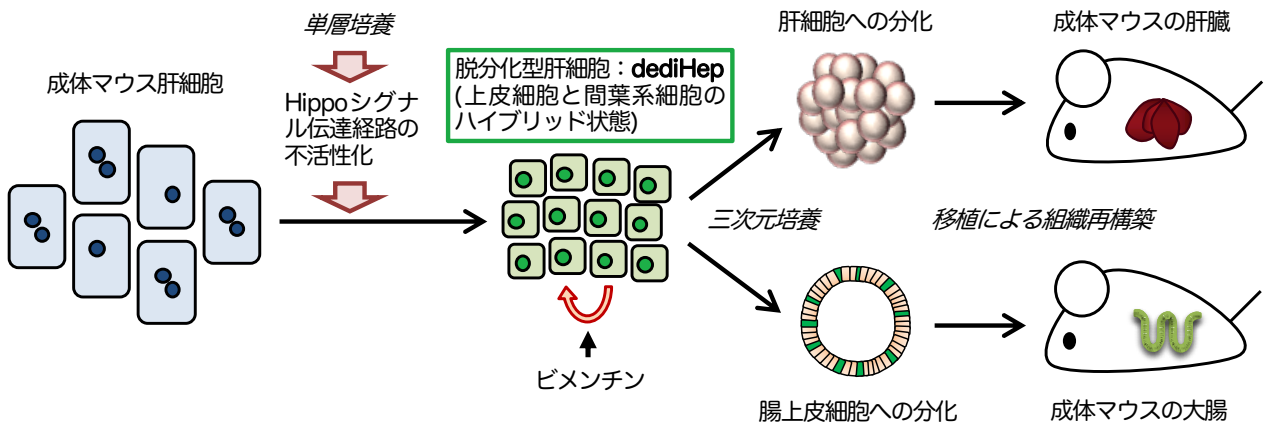 成体マウス肝細胞
単層培養
Hippoシグナ
ル伝達経路の
不活性化
脱分化型肝細胞：dediHep
(上皮細胞と間葉系細胞の
ハイブリッド状態)
ビメンチン
肝細胞への分化
成体マウスの肝臓
三次元培養
移植による組織再構築
腸上皮細胞への分化
成体マウスの大腸